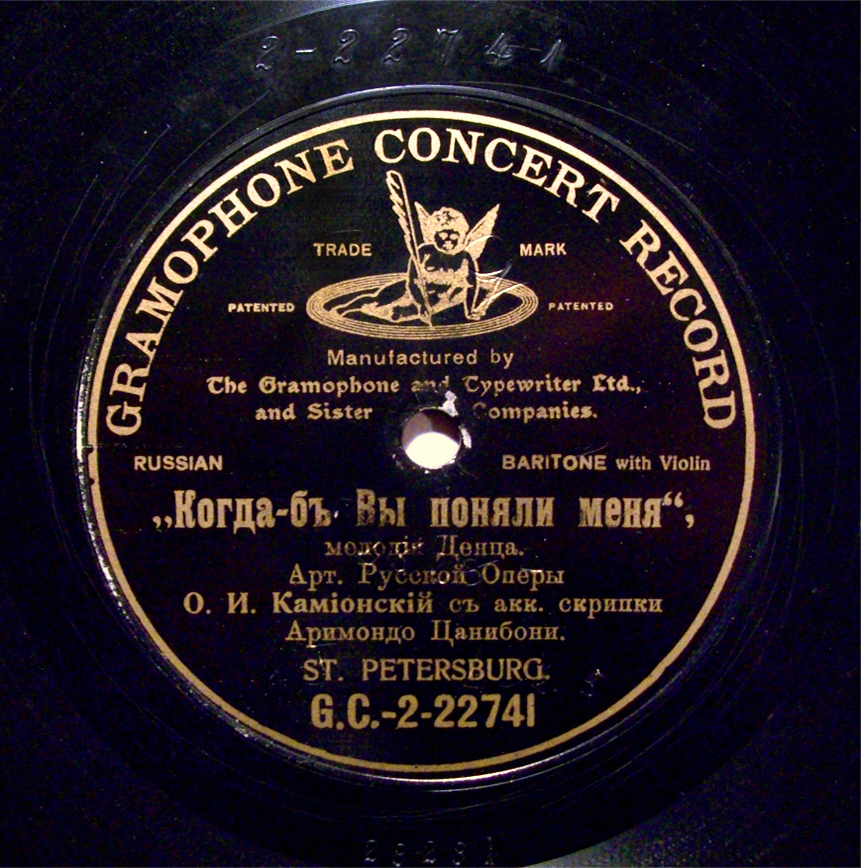 2-22741
GRAMOPHONE CONCERT RECORD
TRADE MARK
PATENTED PATENTED
Manufactured by
The Gramophone and Typewriter Ltd.,
and Sister Companies.
RUSSIAN BARITONE with Violin
„Когда-бъ Вы поняли меня“,
мелодія Денца.
Арт. Русской Оперы
О. И. Каміонскій съ акк. скрипки
Аримондо Цанибони.
ST. PETERSBURG.
G.C.-2-22741